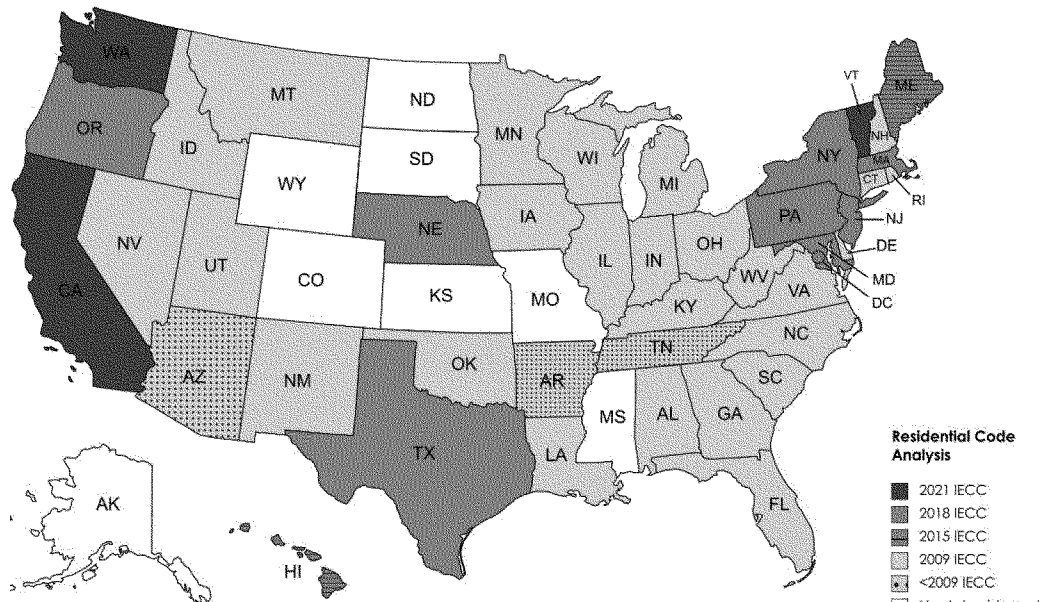 WA
OR
CA
ID
NV
MT
WY
UT
AZ
CO
NM
ND
SD
NE
KS
OK
TX
MN
IA
MO
AR
LA
WI
IL
MI
IN
OH
KY
TN
MS
AL
GA
FL
SC
NC
VA
WV
PA
NY
VT
NH
ME
MA
CT
RI
NJ
DE
MD
DC
AK
HI
Residential Code
Analysis
2021 IECC
2018 IECC
2015 IECC
2009 IECC
<2009 IECC